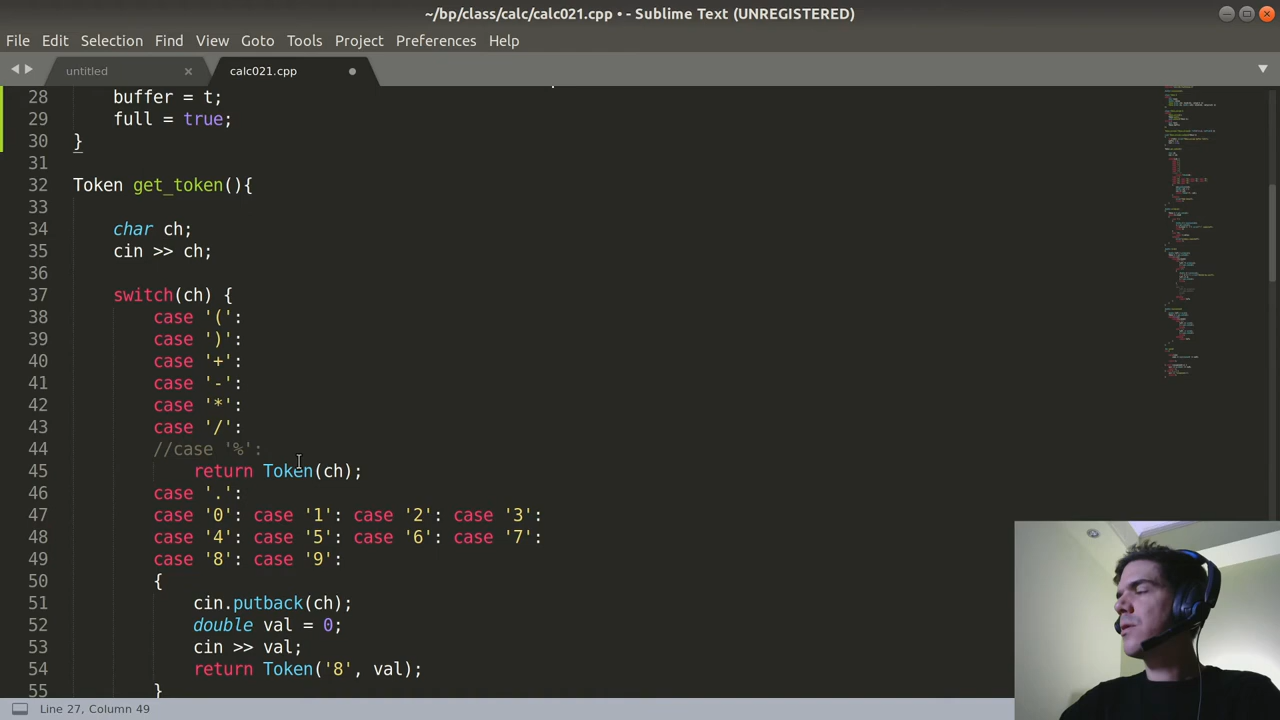 ~/bp/class/calc/calc021.cpp • - Sublime Text (UNREGISTERED)
File Edit Selection Find View Goto Tools Project Preferences Help
untitled calc021.cpp
28 buffer = t;
29 full = true;
30 }
31
32 Token get_token(){
33
34 char ch;
35 cin >> ch;
36
37 switch(ch) {
38 case '(':
39 case ')':
40 case '+':
41 case '-':
42 case '*':
43 case '/':
44 //case '%':
45 return Token(ch);
46 case '.':
47 case '0': case '1': case '2': case '3':
48 case '4': case '5': case '6': case '7':
49 case '8': case '9':
50 {
51 cin.putback(ch);
52 double val = 0;
53 cin >> val;
54 return Token('8', val);
55 }
Line 27, Column 49